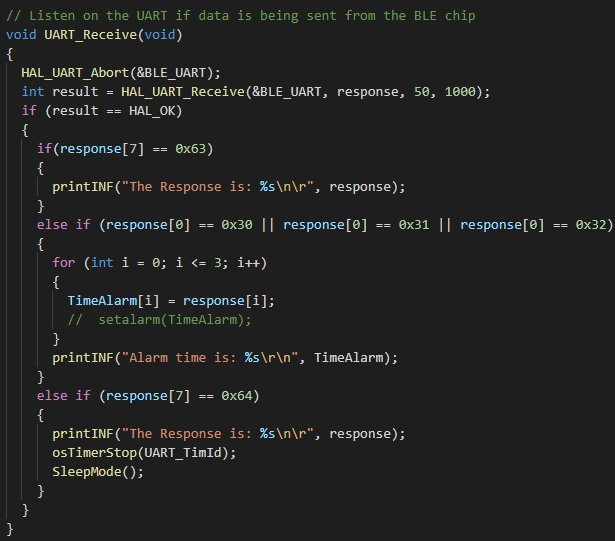 // Listen on the UART if data is being sent from the BLE chip
void UART_Receive(void)
{
  HAL_UART_Abort(&BLE_UART);
  int result = HAL_UART_Receive(&BLE_UART, response, 50, 1000);
  if (result == HAL_OK)
  {
    if(response[7] == 0x63)
    {
      printINF("The Response is: %s\n\r", response);
    }
    else if (response[0] == 0x30 || response[0] == 0x31 || response[0] == 0x32)
    {
      for (int i = 0; i <= 3; i++)
      {
        TimeAlarm[i] = response[i];
        //  setalarm(TimeAlarm);
      }
      printINF("Alarm time is: %s\r\n", TimeAlarm);
    }
    else if (response[7] == 0x64)
    {
      printINF("The Response is: %s\n\r", response);
      osTimerStop(UART_TimId);
      SleepMode();
    }
  }
}